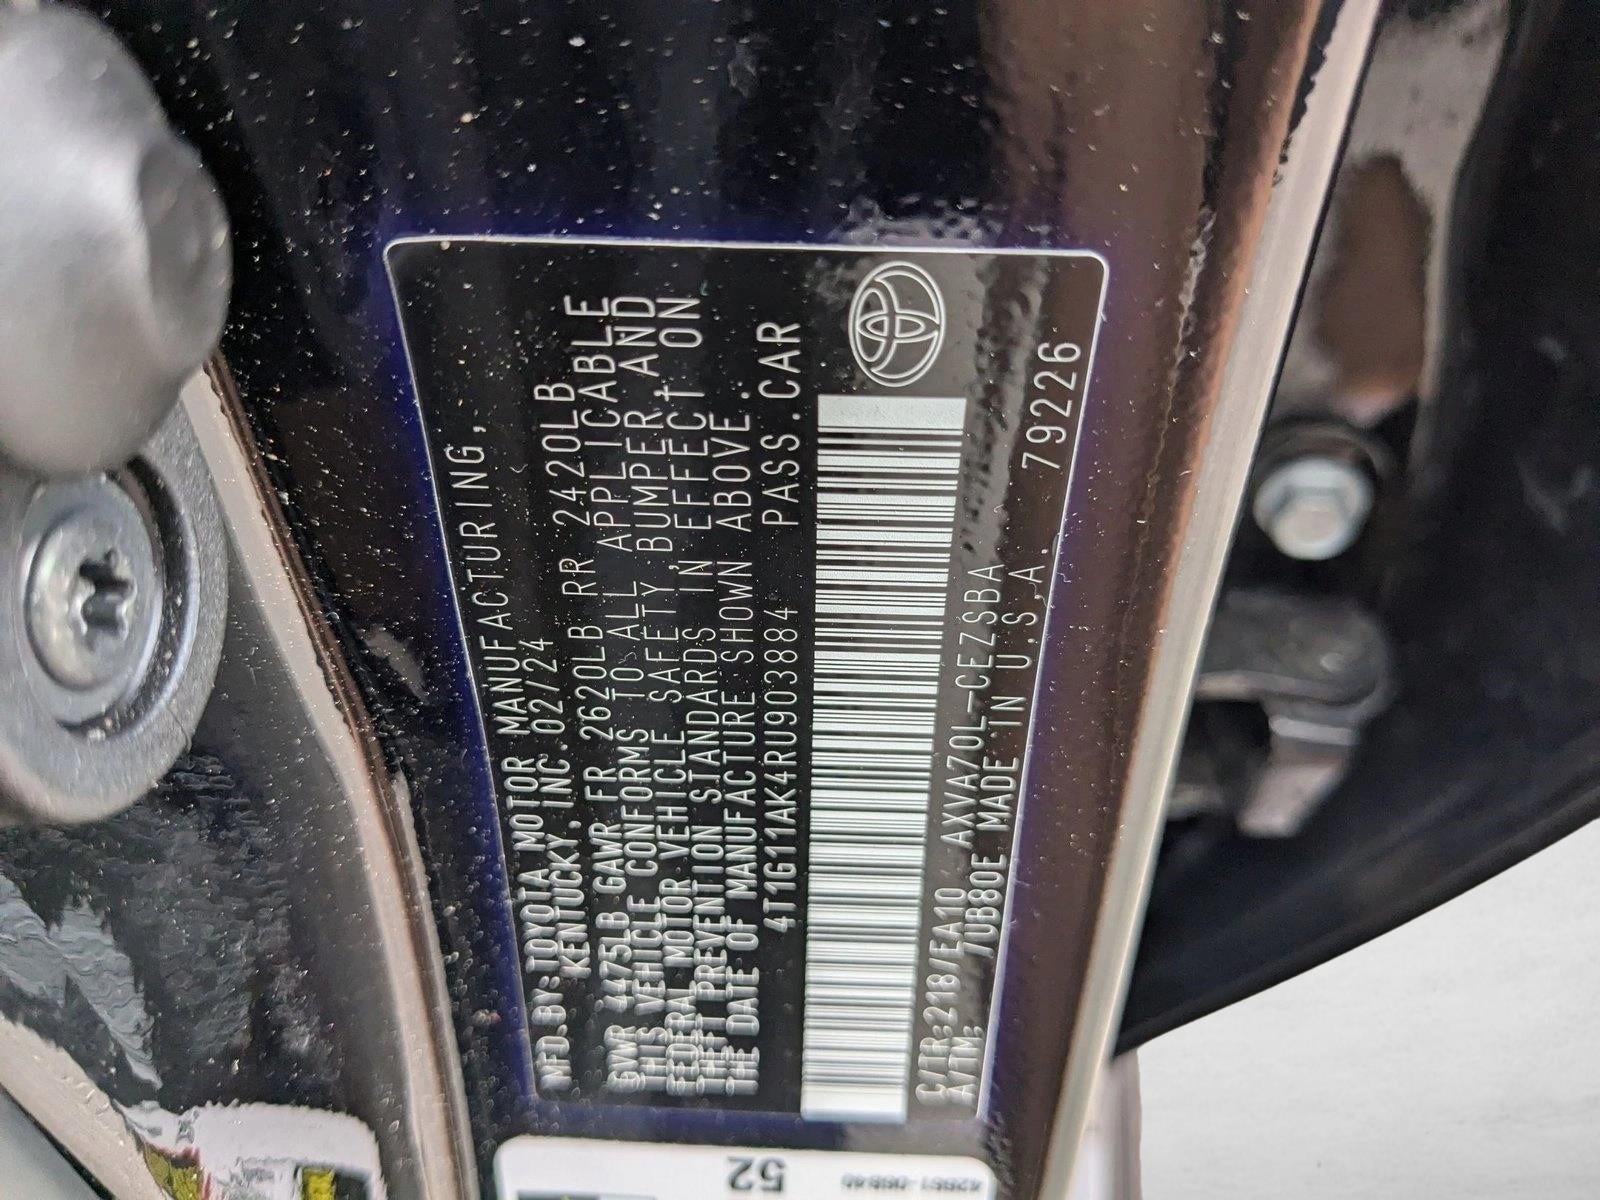 MFD.BY:TOYOTA MOTOR MANUFACTURING,
KENTUCKY, INC.02/24
GVWR 4475LB GAWR FR 2620LB RR 2420LB
THIS VEHICLE CONFORMS TO ALL APPLICABLE
FEDERAL MOTOR VEHICLE SAFETY,BUMPER,AND
THEFT PREVENTION STANDARDS IN EFFECT ON
THE DATE OF MANUFACTURE SHOWN ABOVE.
4T1G11AK4RU903884 PASS.CAR
C/TR:218/EA10 AXVA70L-CEZSBA
A/TM: /UB80E MADE IN U.S.A. 79226
52